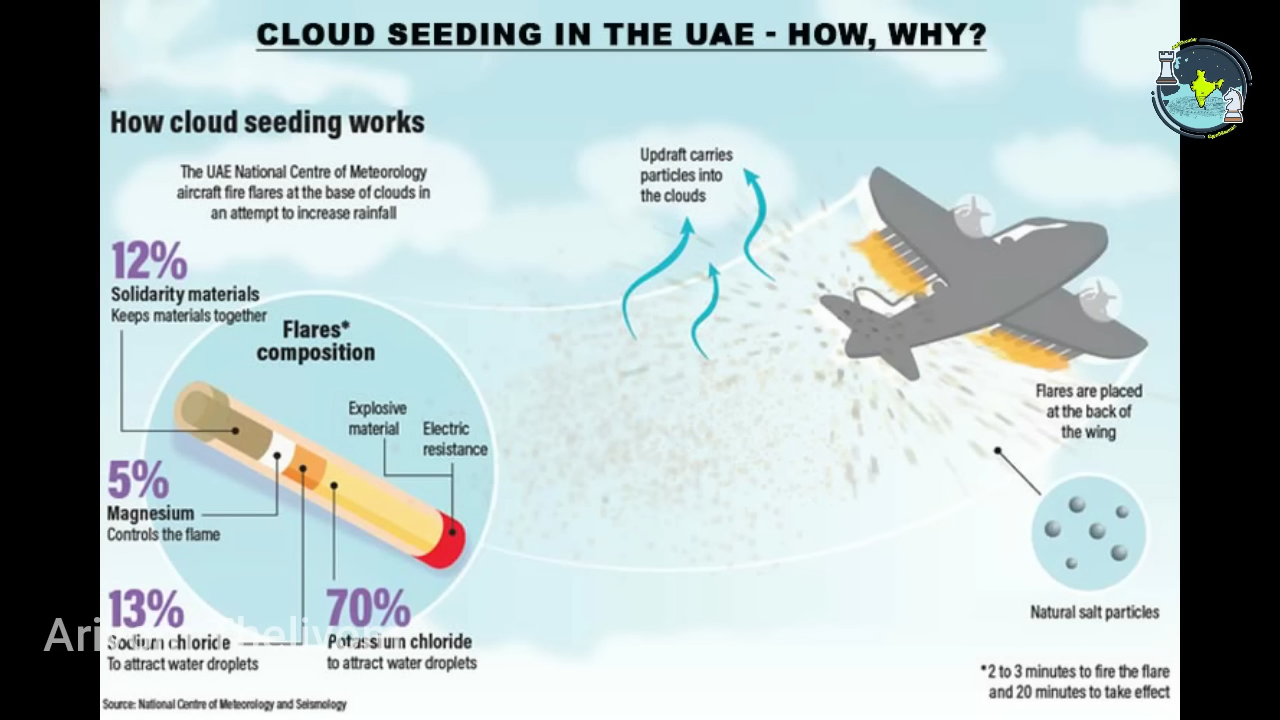 CLOUD SEEDING IN THE UAE - HOW, WHY?
How cloud seeding works
The UAE National Centre of Meteorology
aircraft fire flares at the base of clouds in
an attempt to increase rainfall
Updraft carries
particles into
the clouds
12%
Solidarity materials
Keeps materials together
Flares*
composition
Explosive
material
Electric
resistance
Flares are placed
at the back of
the wing
5%
Magnesium
Controls the flame
13%
Sodium chloride
To attract water droplets
70%
Potassium chloride
to attract water droplets
Natural salt particles
*2 to 3 minutes to fire the flare
and 20 minutes to take effect
Source: National Centre of Meteorology and Seismology